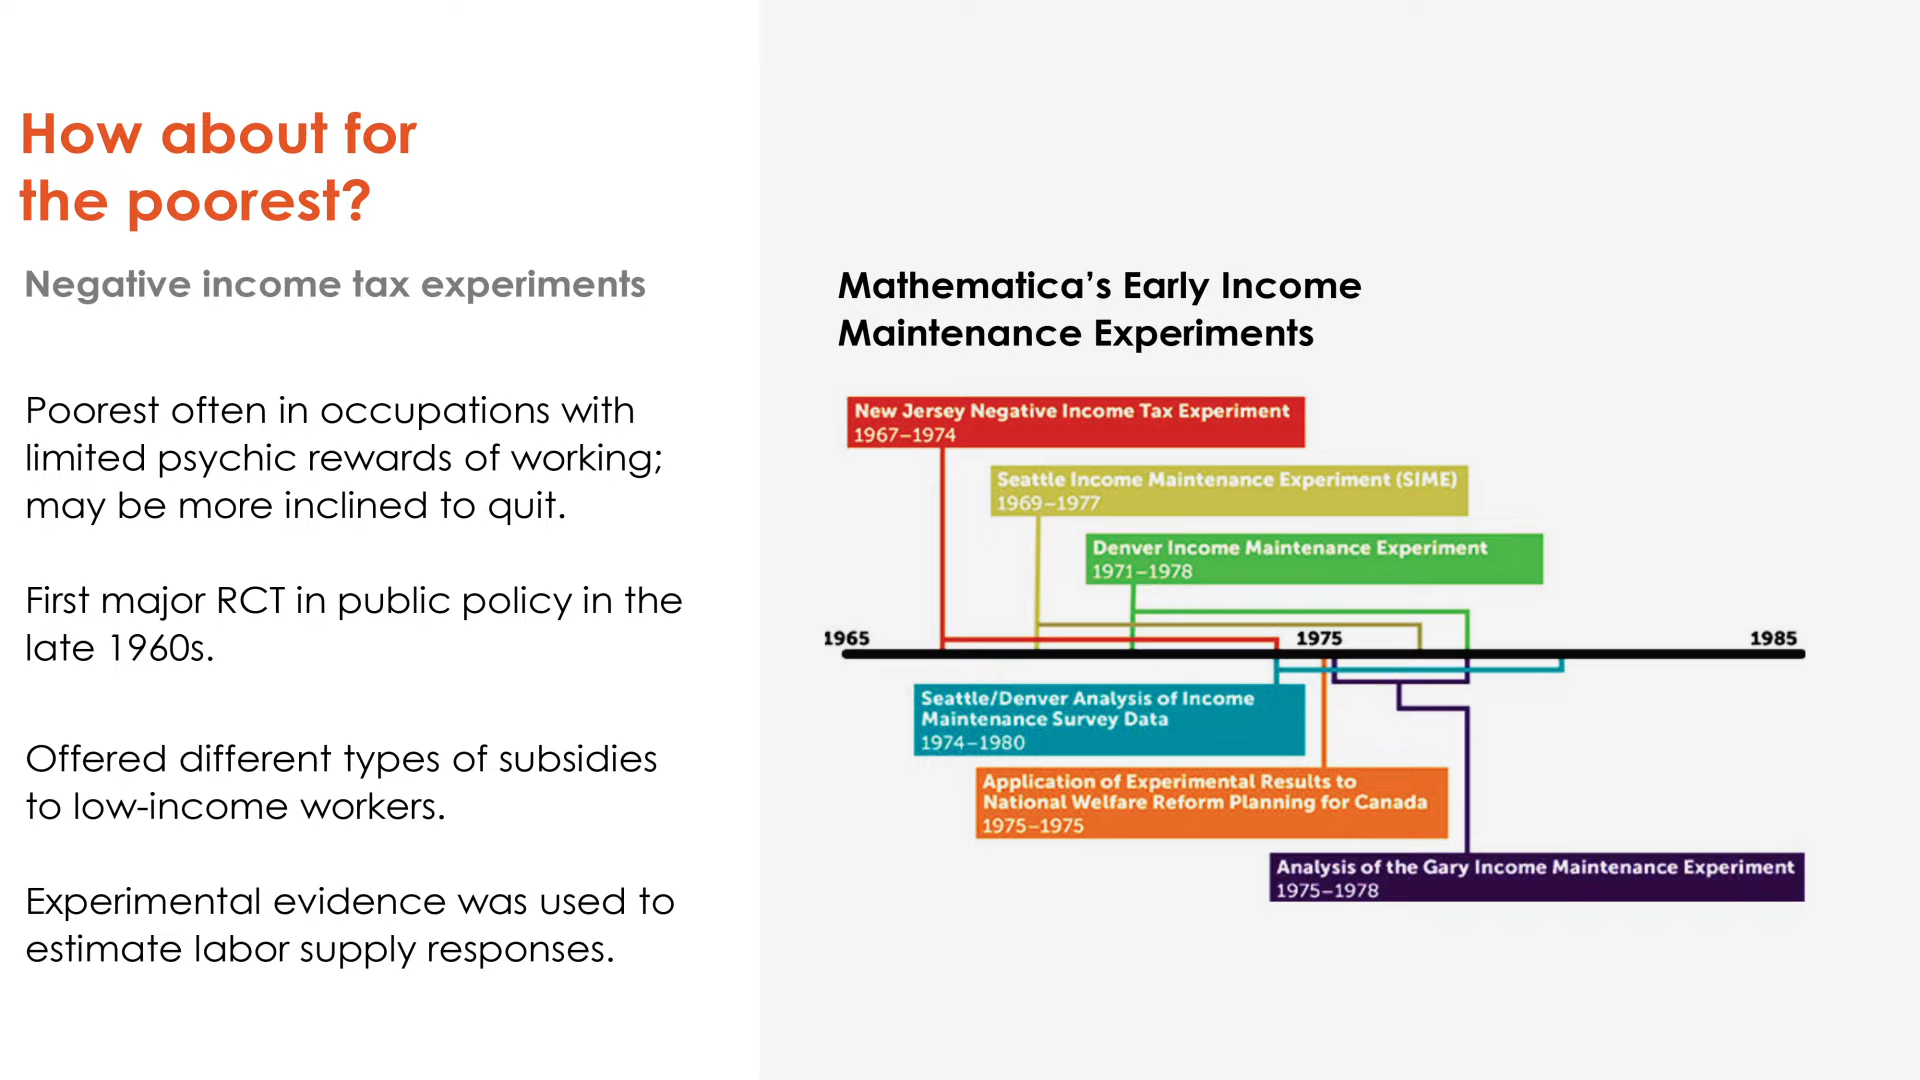 How about for
the poorest?
Negative income tax experiments
Poorest often in occupations with
limited psychic rewards of working;
may be more inclined to quit.
First major RCT in public policy in the
late 1960s.
Offered different types of subsidies
to low-income workers.
Experimental evidence was used to
estimate labor supply responses.
Mathematica’s Early Income
Maintenance Experiments
New Jersey Negative Income Tax Experiment
1967–1974
Seattle Income Maintenance Experiment (SIME)
1969–1977
Denver Income Maintenance Experiment
1971–1978
1965
1975
1985
Seattle/Denver Analysis of Income
Maintenance Survey Data
1974–1980
Application of Experimental Results to
National Welfare Reform Planning for Canada
1975–1975
Analysis of the Gary Income Maintenance Experiment
1975–1978